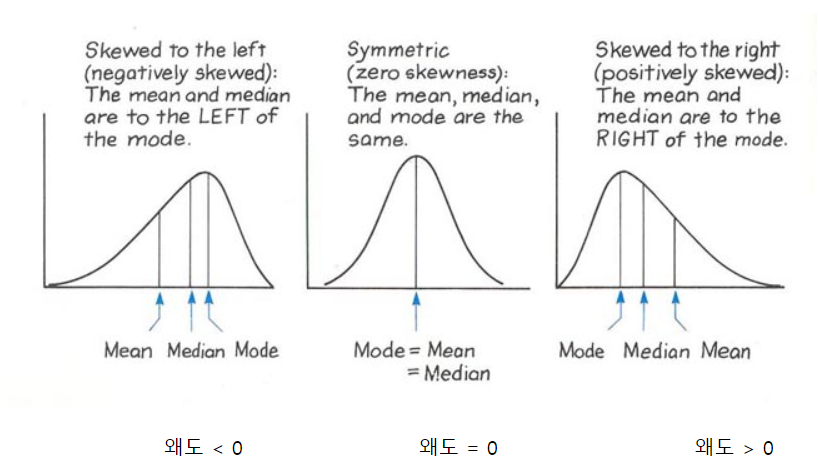 Skewed to the left
(negatively skewed):
The mean and median
are to the LEFT of
the mode.
Symmetric
(zero skewness):
The mean, median,
and mode are the
same.
Skewed to the right
(positively skewed):
The mean and
median are to the
RIGHT of the mode.
Mean Median Mode
Mode = Mean
= Median
Mode Median Mean
왜도 < 0
왜도 = 0
왜도 > 0